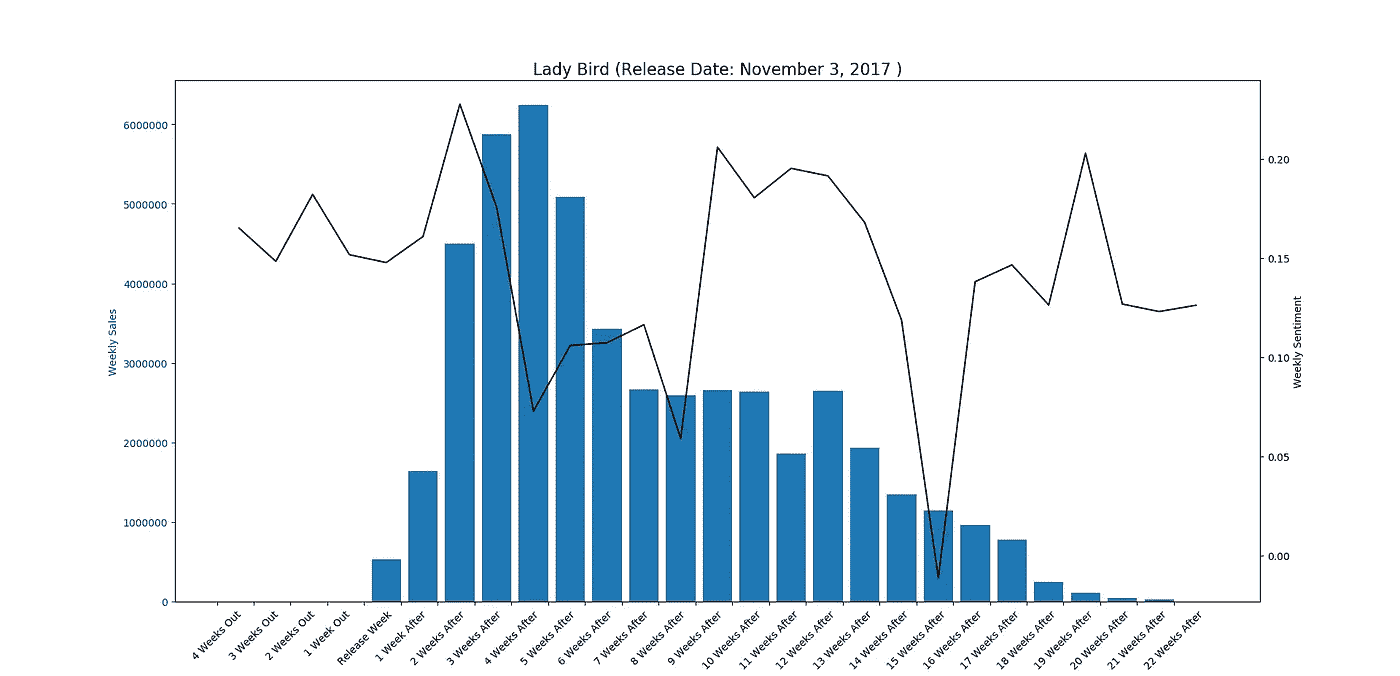 Lady Bird (Release Date: November 3, 2017 )
6000000
5000000
4000000
3000000
2000000
1000000
0
Weekly Sales
0.20
0.15
0.10
0.05
0.00
Weekly Sentiment
4 Weeks Out
3 Weeks Out
2 Weeks Out
1 Week Out
Release Week
1 Week After
2 Weeks After
3 Weeks After
4 Weeks After
5 Weeks After
6 Weeks After
7 Weeks After
8 Weeks After
9 Weeks After
10 Weeks After
11 Weeks After
12 Weeks After
13 Weeks After
14 Weeks After
15 Weeks After
16 Weeks After
17 Weeks After
18 Weeks After
19 Weeks After
20 Weeks After
21 Weeks After
22 Weeks After